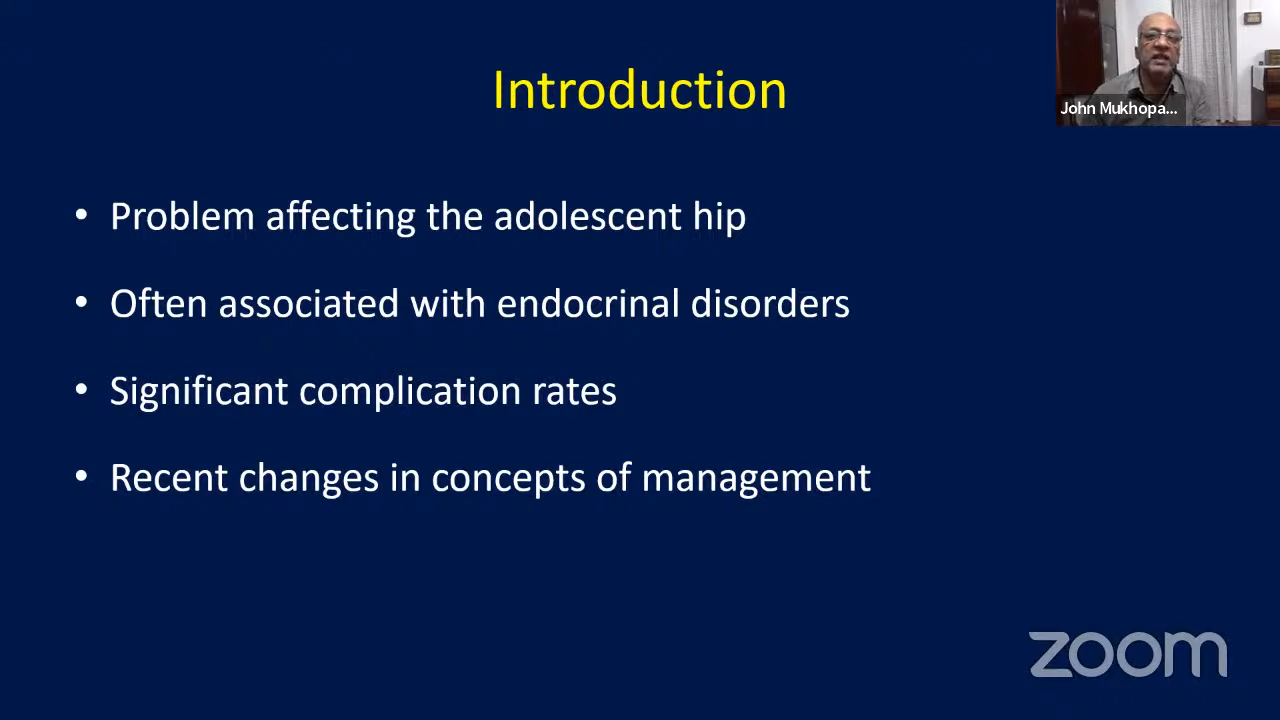 Introduction
John Mukhopa...
• Problem affecting the adolescent hip
• Often associated with endocrinal disorders
• Significant complication rates
• Recent changes in concepts of management
zoom